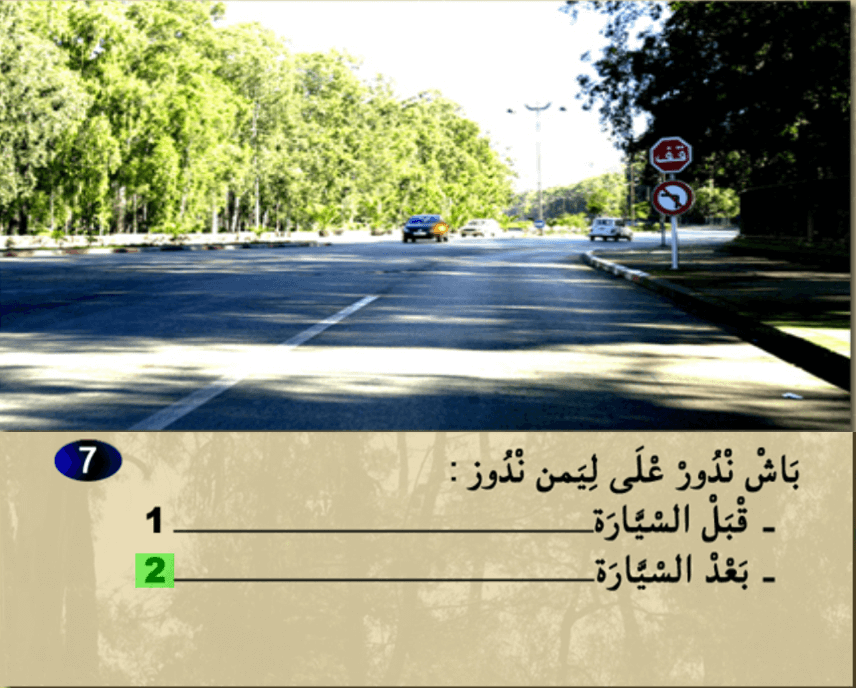 قف
7
بَاشْ نْدُورْ عْلَى لِيَمن نْدُوز :
- قْبَلْ السْيَّارَة 1
- بَعْدْ السْيَّارَة 2